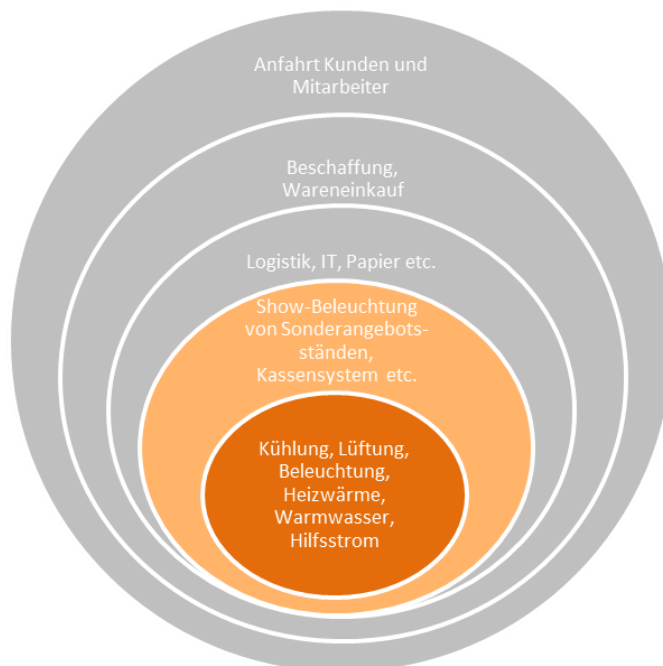 Anfahrt Kunden und
Mitarbeiter
Beschaffung,
Wareneinkauf
Logistik, IT, Papier etc.
Show-Beleuchtung
von Sonderangebots-
ständen,
Kassensystem etc.
Kühlung, Lüftung,
Beleuchtung,
Heizwärme,
Warmwasser,
Hilfsstrom